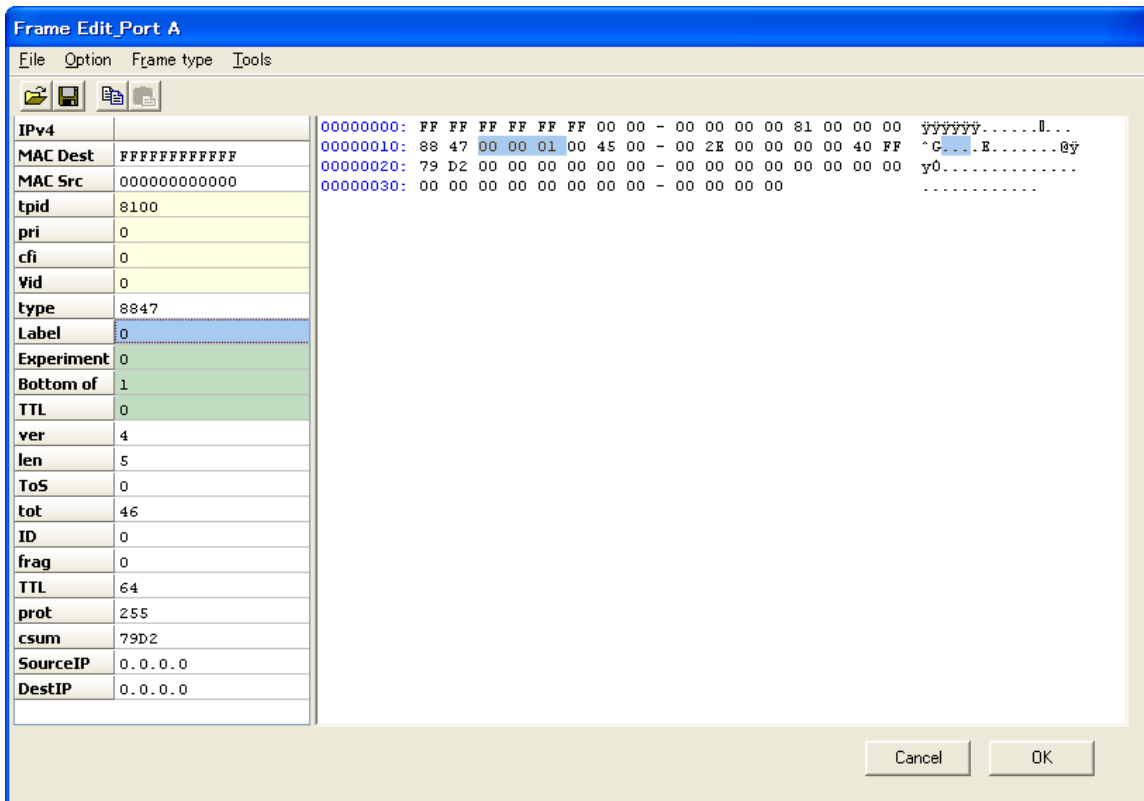 Frame Edit_Port A
File Option Frame type Tools
IPv4
MAC Dest FFFFFFFFFFFF
MAC Src 000000000000
tpid 8100
pri 0
cfi 0
Vid 0
type 8847
Label 0
Experiment 0
Bottom of 1
TTL 0
ver 4
len 5
ToS 0
tot 46
ID 0
frag 0
TTL 64
prot 255
csum 79D2
SourceIP 0.0.0.0
DestIP 0.0.0.0
00000000: FF FF FF FF FF FF 00 00 - 00 00 00 00 81 00 00 00 ÿÿÿÿÿÿ......▯...
00000010: 88 47 00 00 01 00 45 00 - 00 2E 00 00 00 00 40 FF ^G....E.......@ÿ
00000020: 79 D2 00 00 00 00 00 00 - 00 00 00 00 00 00 00 00 yÒ..............
00000030: 00 00 00 00 00 00 00 00 - 00 00 00 00 ............
Cancel OK